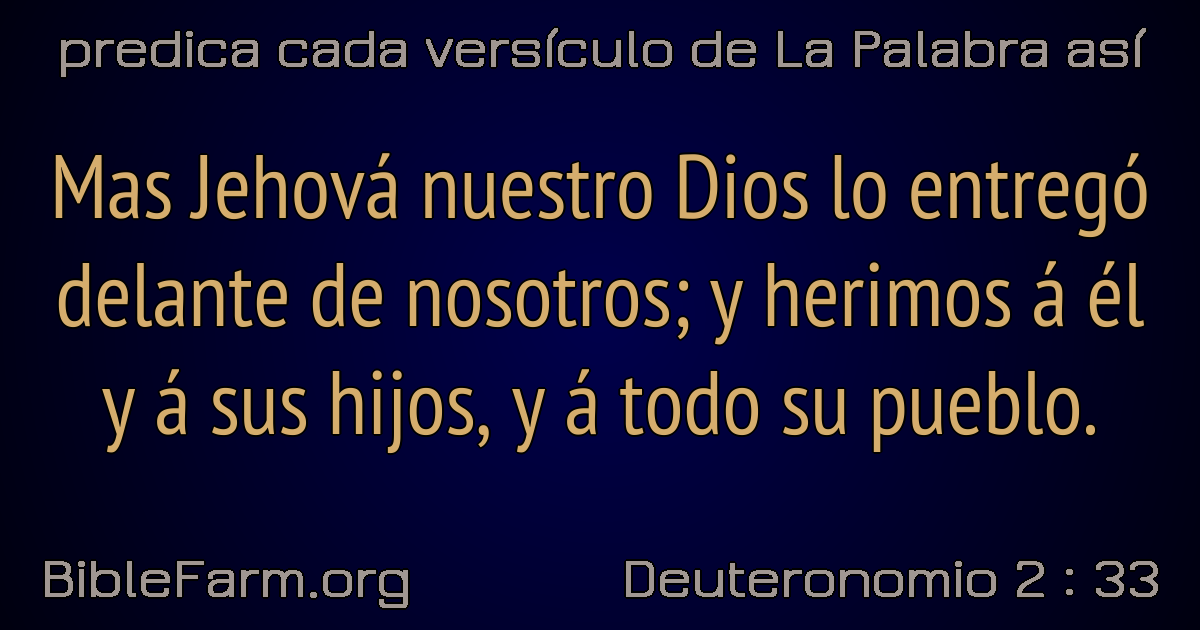 predica cada versículo de La Palabra así
Mas Jehová nuestro Dios lo entregó
delante de nosotros; y herimos á él
y á sus hijos, y á todo su pueblo.
BibleFarm.org
Deuteronomio 2 : 33